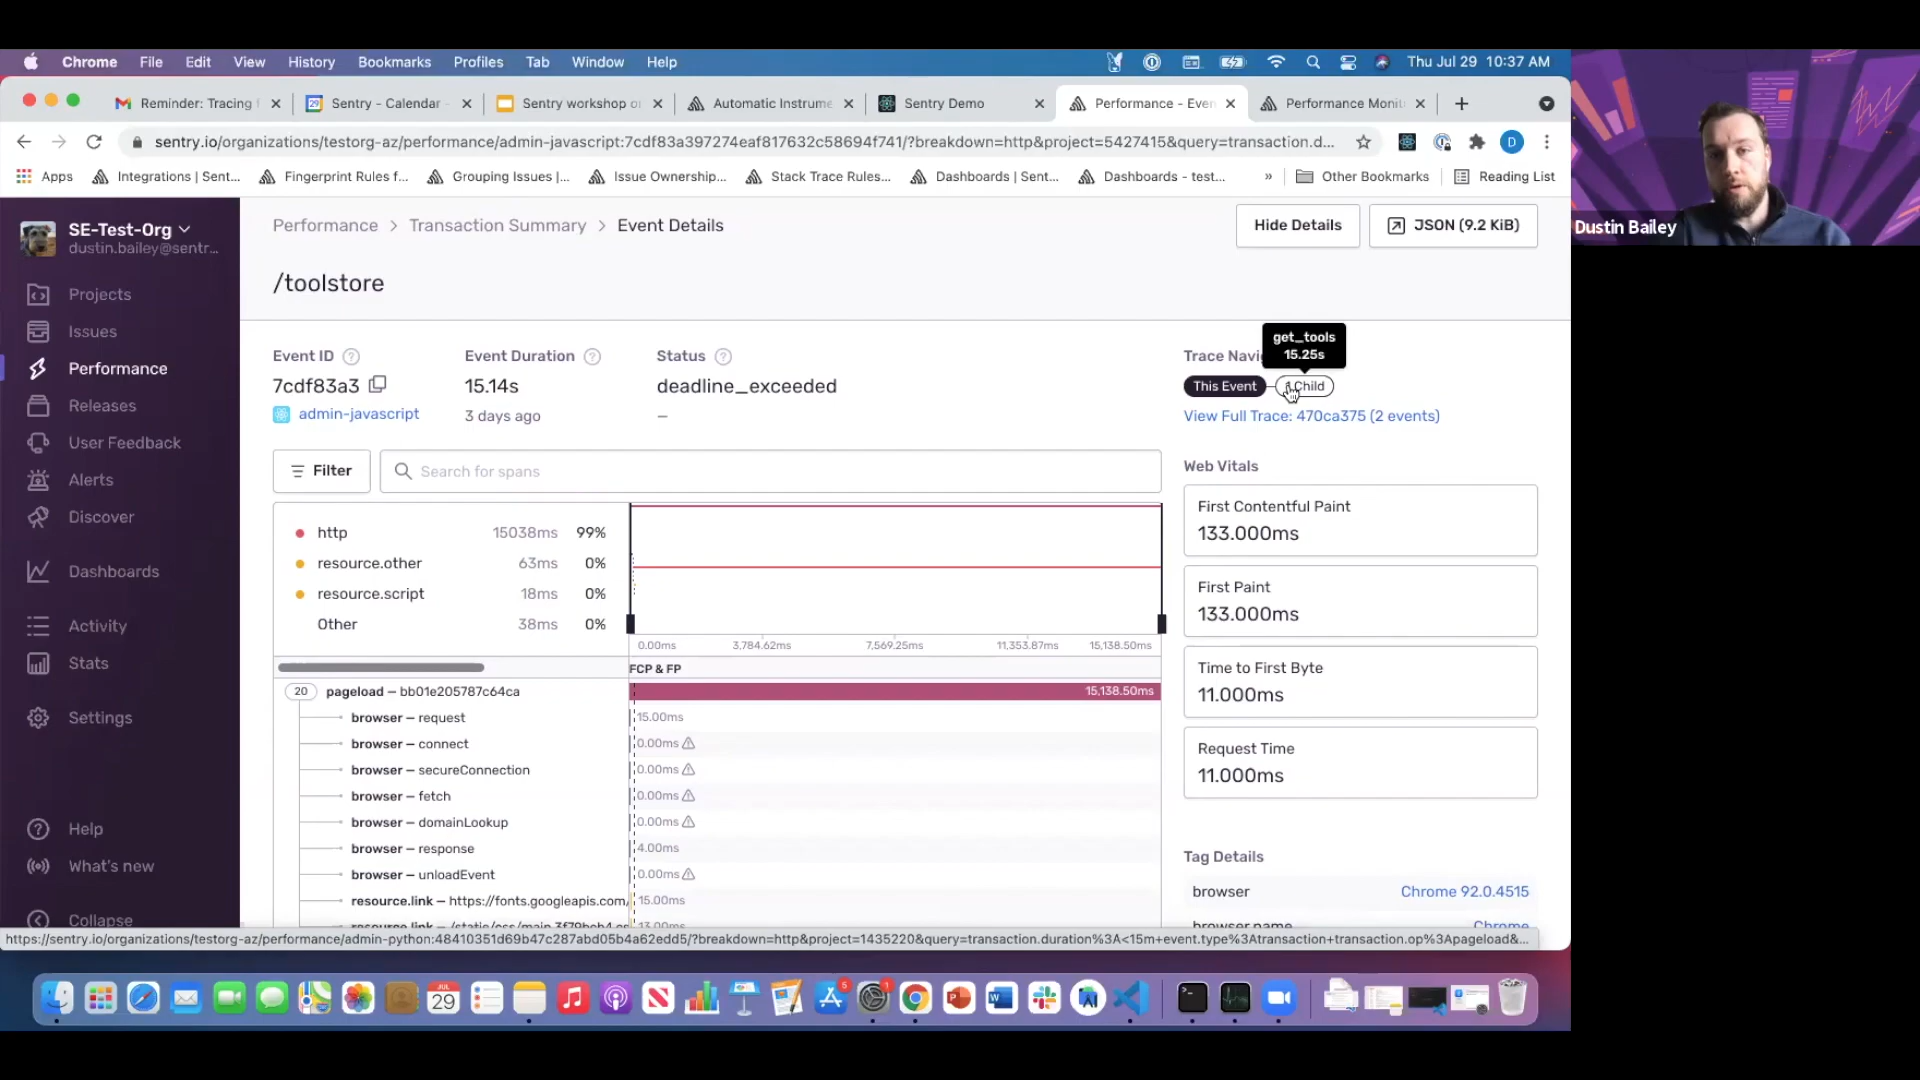 Chrome File Edit View History Bookmarks Profiles Tab Window Help Thu Jul 29 10:37 AM
Reminder: Tracing f Sentry - Calendar - Sentry workshop or Automatic Instrume Sentry Demo Performance - Even Performance Monit
sentry.io/organizations/testorg-az/performance/admin-javascript:7cdf83a397274eaf817632c58694f741/?breakdown=http&project=5427415&query=transaction.d... D
Apps Integrations | Sent... Fingerprint Rules f... Grouping Issues |... Issue Ownership... Stack Trace Rules... Dashboards | Sent... Dashboards - test... » Other Bookmarks Reading List
Dustin Bailey
SE-Test-Org
dustin.bailey@sentr...
Projects
Issues
Performance
Releases
User Feedback
Alerts
Discover
Dashboards
Activity
Stats
Settings
Help
What's new
Collapse
Performance > Transaction Summary > Event Details
Hide Details
JSON (9.2 KiB)
/toolstore
Event ID
7cdf83a3
admin-javascript
Event Duration
15.14s
3 days ago
Status
deadline_exceeded
—
get_tools
15.25s
Trace Navi
This Event Child
View Full Trace: 470ca375 (2 events)
Filter
Search for spans
http 15038ms 99%
resource.other 63ms 0%
resource.script 18ms 0%
Other 38ms 0%
0.00ms 3,784.62ms 7,569.25ms 11,353.87ms 15,138.50ms
FCP & FP
20 pageload — bb01e205787c64ca 15,138.50ms
browser — request 15.00ms
browser — connect 0.00ms
browser — secureConnection 0.00ms
browser — fetch 0.00ms
browser — domainLookup 0.00ms
browser — response 4.00ms
browser — unloadEvent 0.00ms
resource.link — https://fonts.googleapis.com/ 15.00ms
Web Vitals
First Contentful Paint
133.000ms
First Paint
133.000ms
Time to First Byte
11.000ms
Request Time
11.000ms
Tag Details
browser Chrome 92.0.4515
browser.name Chrome
https://sentry.io/organizations/testorg-az/performance/admin-python:48410351d69b47c287abd05b4a62edd5/?breakdown=http&project=1435220&query=transaction.duration%3A<15m+event.type%3Atransaction+transaction.op%3Apageload&...
JUL
29
5
1